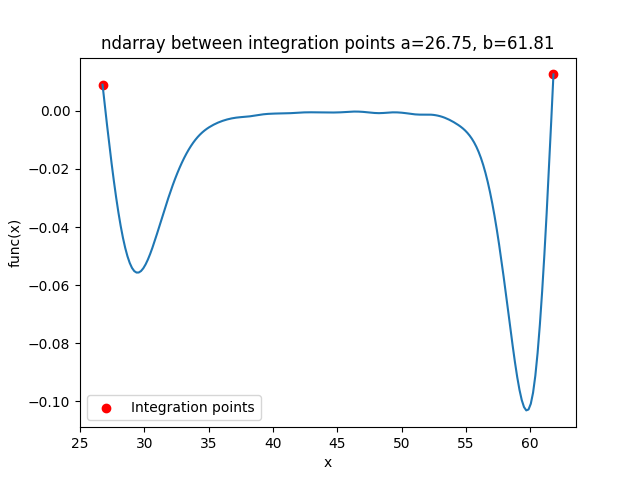 ndarray between integration points a=26.75, b=61.81
func(x)
0.00
−0.02
−0.04
−0.06
−0.08
−0.10
Integration points
25 30 35 40 45 50 55 60
x